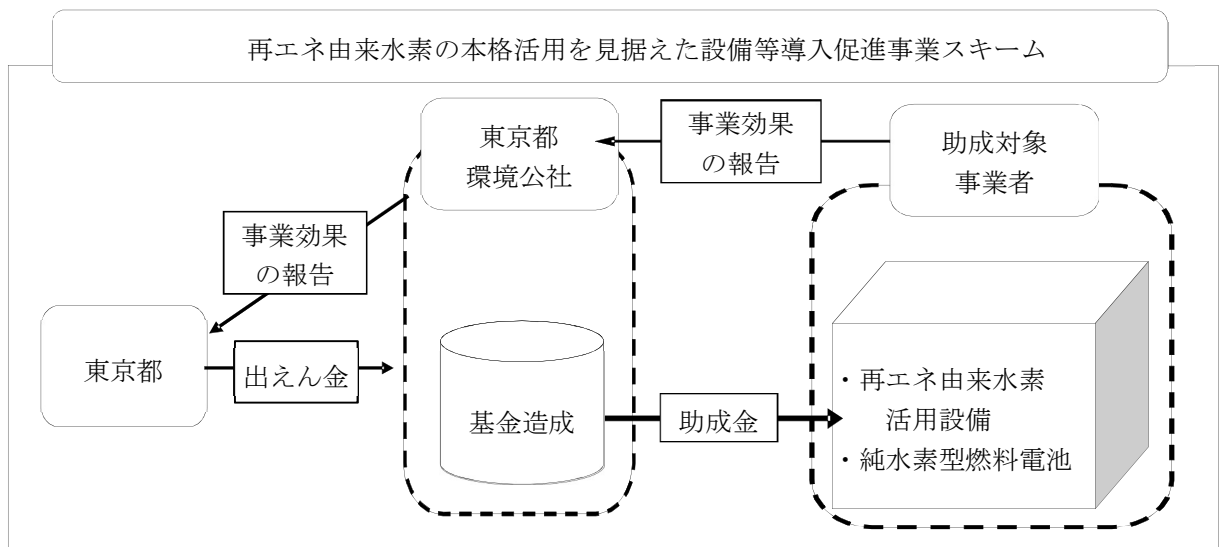 再エネ由来水素の本格活用を見据えた設備等導入促進事業スキーム
東京都
環境公社
事業効果
の報告
助成対象
事業者
事業効果
の報告
東京都
出えん金
基金造成
助成金
・再エネ由来水素
活用設備
・純水素型燃料電池